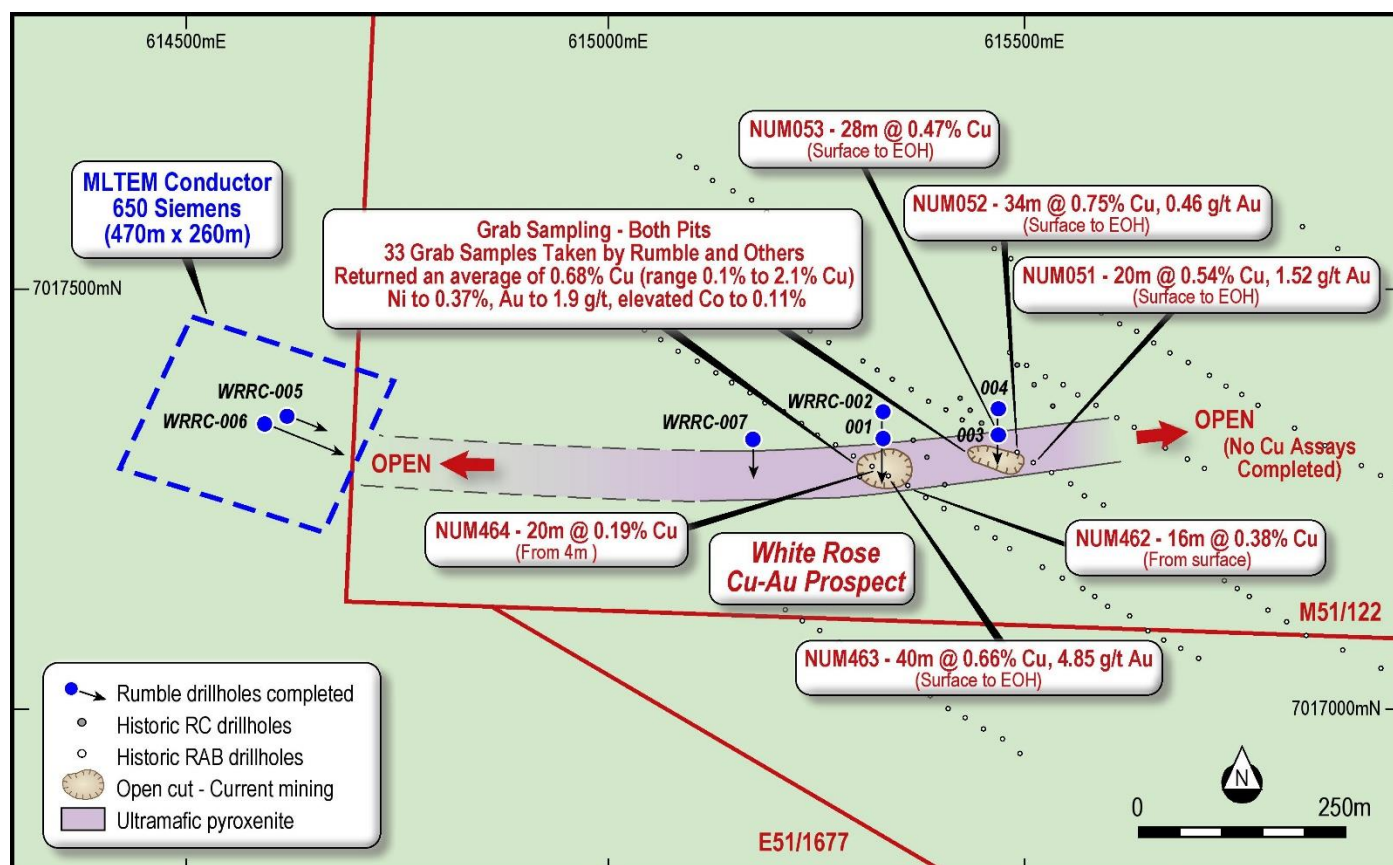 614500mE
615000mE
615500mE
NUM053 - 28m @ 0.47% Cu
(Surface to EOH)
MLTEM Conductor
650 Siemens
(470m x 260m)
NUM052 - 34m @ 0.75% Cu, 0.46 g/t Au
(Surface to EOH)
Grab Sampling - Both Pits
33 Grab Samples Taken by Rumble and Others
Returned an average of 0.68% Cu (range 0.1% to 2.1% Cu)
Ni to 0.37%, Au to 1.9 g/t, elevated Co to 0.11%
NUM051 - 20m @ 0.54% Cu, 1.52 g/t Au
(Surface to EOH)
7017500mN
WRRC-005
WRRC-006
WRRC-007
WRRC-002
001
004
003
OPEN
OPEN
(No Cu Assays
Completed)
NUM464 - 20m @ 0.19% Cu
(From 4m )
White Rose
Cu-Au Prospect
NUM462 - 16m @ 0.38% Cu
(From surface)
M51/122
NUM463 - 40m @ 0.66% Cu, 4.85 g/t Au
(Surface to EOH)
7017000mN
Rumble drillholes completed
Historic RC drillholes
Historic RAB drillholes
Open cut - Current mining
Ultramafic pyroxenite
N
0
250m
E51/1677